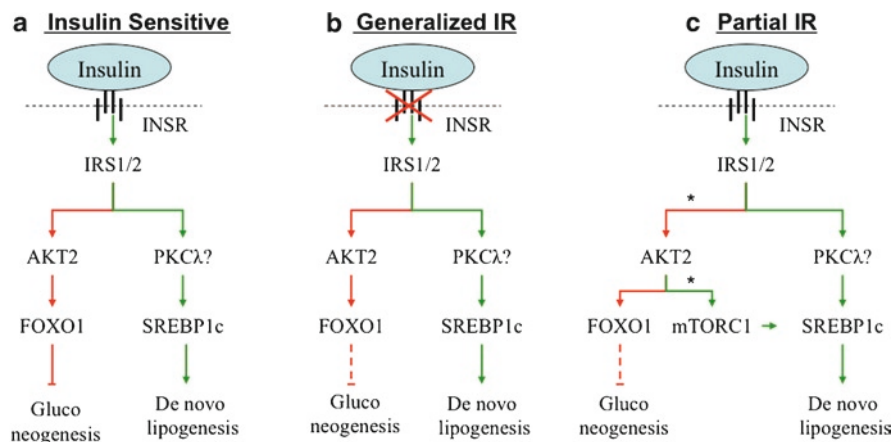 a Insulin Sensitive
Insulin
INSR
IRS1/2
AKT2
PKCλ?
FOXO1
SREBP1c
Gluco
neogenesis
De novo
lipogenesis
b Generalized IR
Insulin
INSR
IRS1/2
AKT2
PKCλ?
FOXO1
SREBP1c
Gluco
neogenesis
De novo
lipogenesis
c Partial IR
Insulin
INSR
IRS1/2
*
AKT2
PKCλ?
*
FOXO1
mTORC1
SREBP1c
Gluco
neogenesis
De novo
lipogenesis